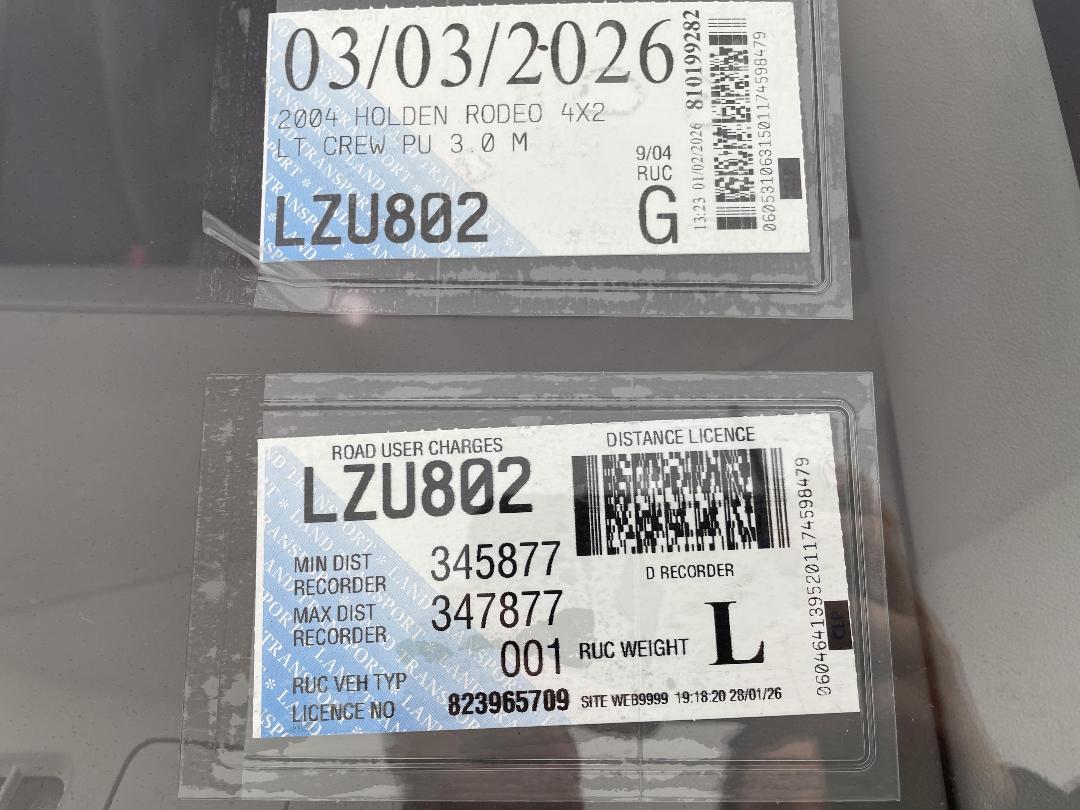 03/03/2026
2004 HOLDEN RODEO 4X2
LT CREW PU 3.0 M
9/04
RUC
LZU802
G
13:23 01/02/2026 810199282
0605310631501174598479
ROAD USER CHARGES
DISTANCE LICENCE
LZU802
MIN DIST RECORDER 345877
D RECORDER
MAX DIST RECORDER 347877
RUC VEH TYP 001
RUC WEIGHT L
LICENCE NO 823965709 SITE WEB9999 19:18:20 28/01/26
0604641395201174598479
CLP